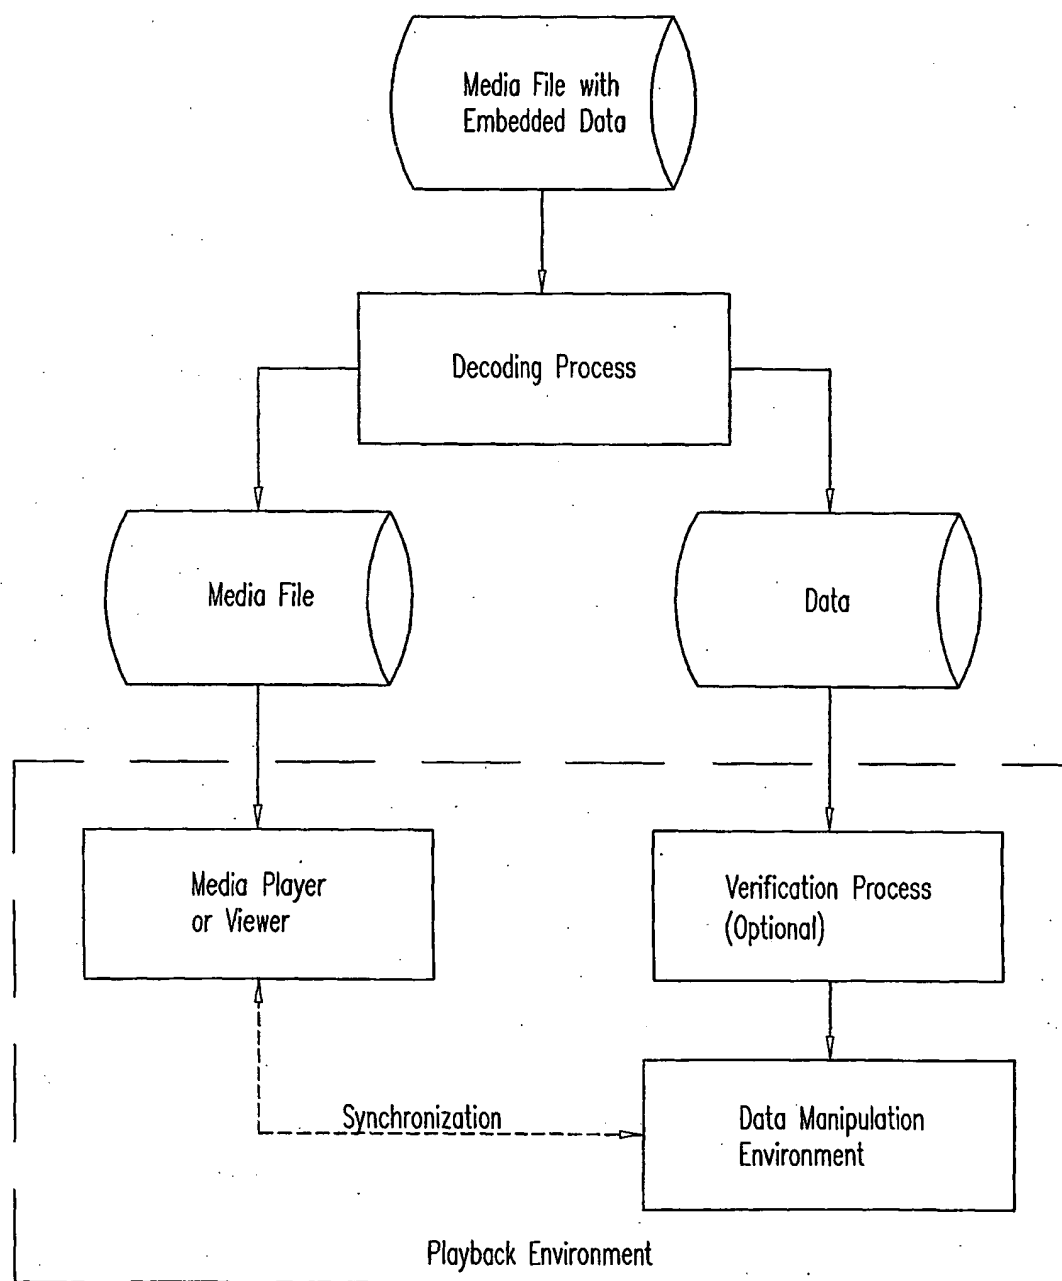 Media File with
Embedded Data
Decoding Process
Media File
Data
Media Player
or Viewer
Verification Process
(Optional)
Synchronization
Data Manipulation
Environment
Playback Environment